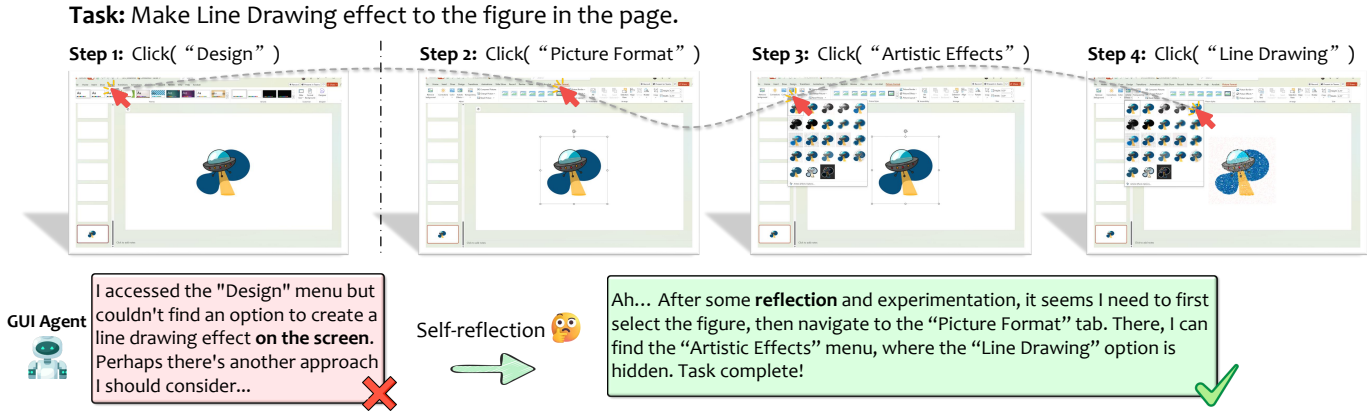 Task: Make Line Drawing effect to the figure in the page.
Step 1: Click(“Design”)
Step 2: Click(“Picture Format”)
Step 3: Click(“Artistic Effects”)
Step 4: Click(“Line Drawing”)
GUI Agent
I accessed the "Design" menu but
couldn't find an option to create a
line drawing effect on the screen.
Perhaps there's another approach
I should consider...
Self-reflection
Ah... After some reflection and experimentation, it seems I need to first
select the figure, then navigate to the “Picture Format” tab. There, I can
find the “Artistic Effects” menu, where the “Line Drawing” option is
hidden. Task complete!